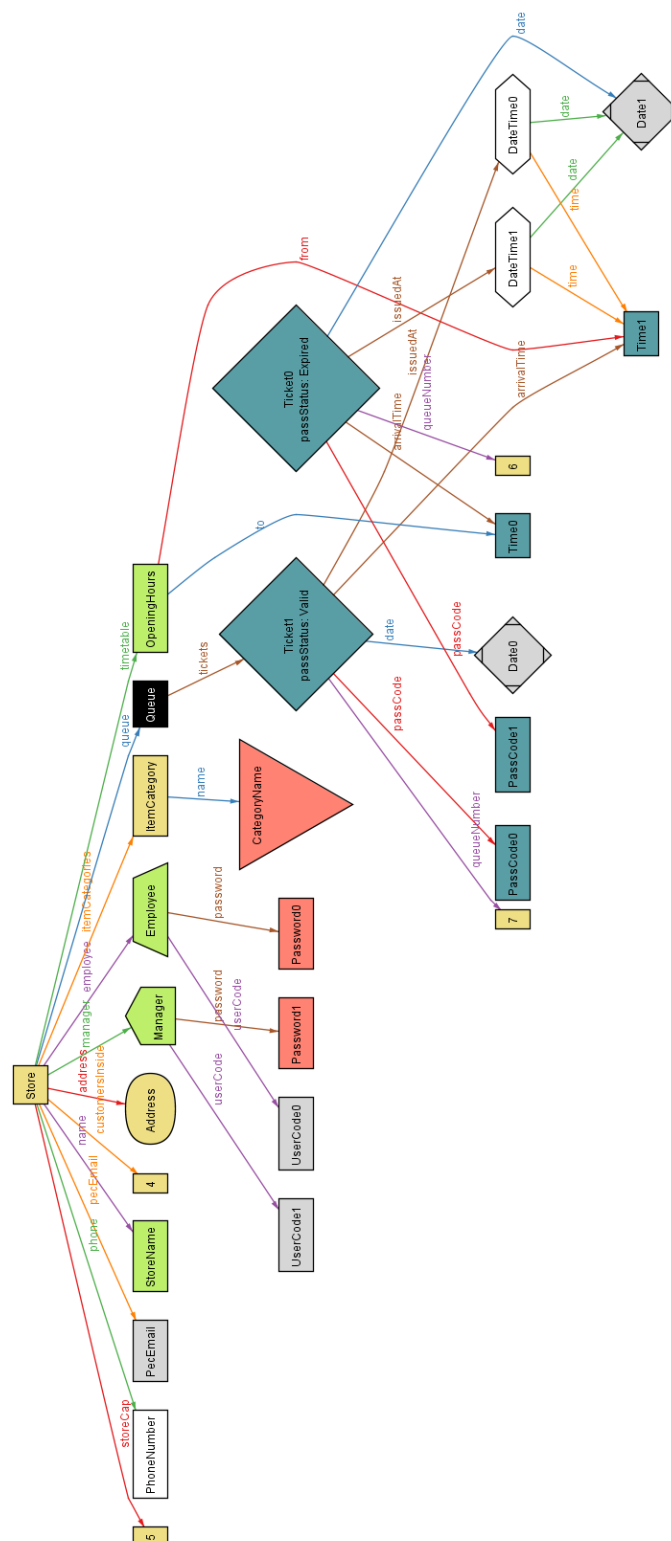 Store
timetable
queue
itemCategories
employee
manager
address
customersInside
name
pecEmail
phone
storeCap
OpeningHours
Queue
ItemCategory
Employee
Manager
Address
4
StoreName
PecEmail
PhoneNumber
5
from
to
tickets
name
password
userCode
password
userCode
Ticket0
passStatus: Expired
Ticket1
passStatus: Valid
CategoryName
Password0
Password1
UserCode0
UserCode1
date
issuedAt
issuedAt
queueNumber
arrivalTime
passCode
arrivalTime
date
passCode
queueNumber
DateTime0
DateTime1
6
Time0
Date0
PassCode1
PassCode0
7
date
time
date
time
Date1
Time1